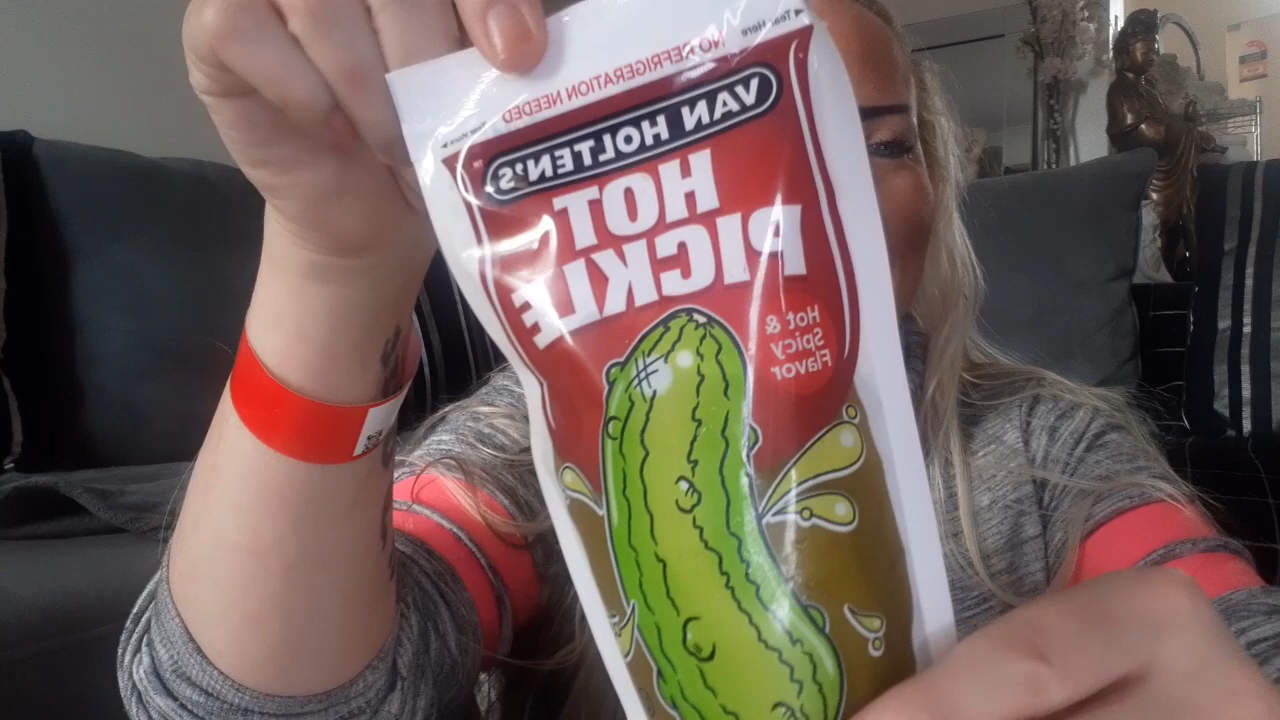 Tear Here
NO REFRIGERATION NEEDED
VAN HOLTEN'S
HOT
PICKLE
Hot &
Spicy
Flavor